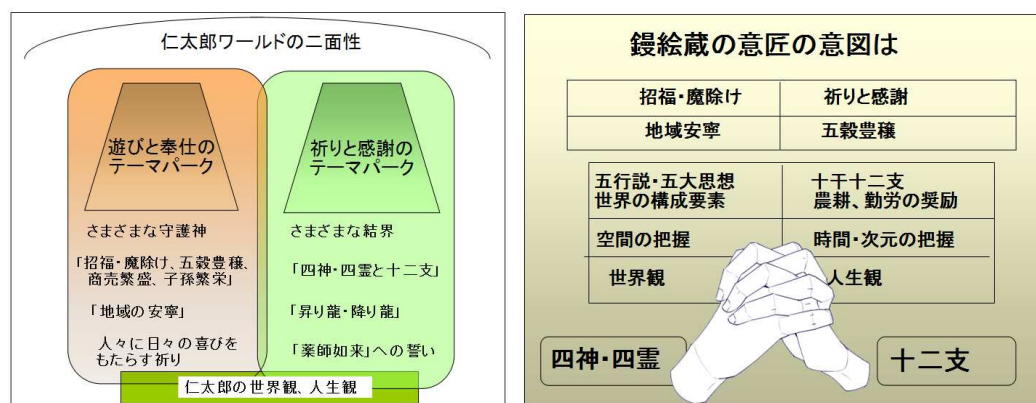 仁太郎ワールドの二面性
遊びと奉仕の
テーマパーク
さまざまな守護神
「招福・魔除け、五穀豊穣、
商売繁盛、子孫繁栄」
「地域の安寧」
人々に日々の喜びを
もたらす祈り
祈りと感謝の
テーマパーク
さまざまな結界
「四神・四霊と十二支」
「昇り龍・降り龍」
「薬師如来」への誓い
仁太郎の世界観、人生観
鏝絵蔵の意匠の意図は
招福・魔除け
祈りと感謝
地域安寧
五穀豊穣
五行説・五大思想
世界の構成要素
十干十二支
農耕、勤労の奨励
空間の把握
時間・次元の把握
世界観
人生観
四神・四霊
十二支